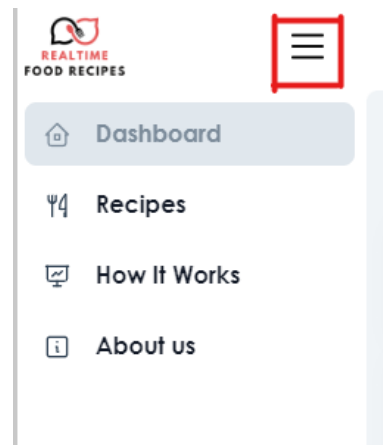 REALTIME
FOOD RECIPES
Dashboard
Recipes
How It Works
About us